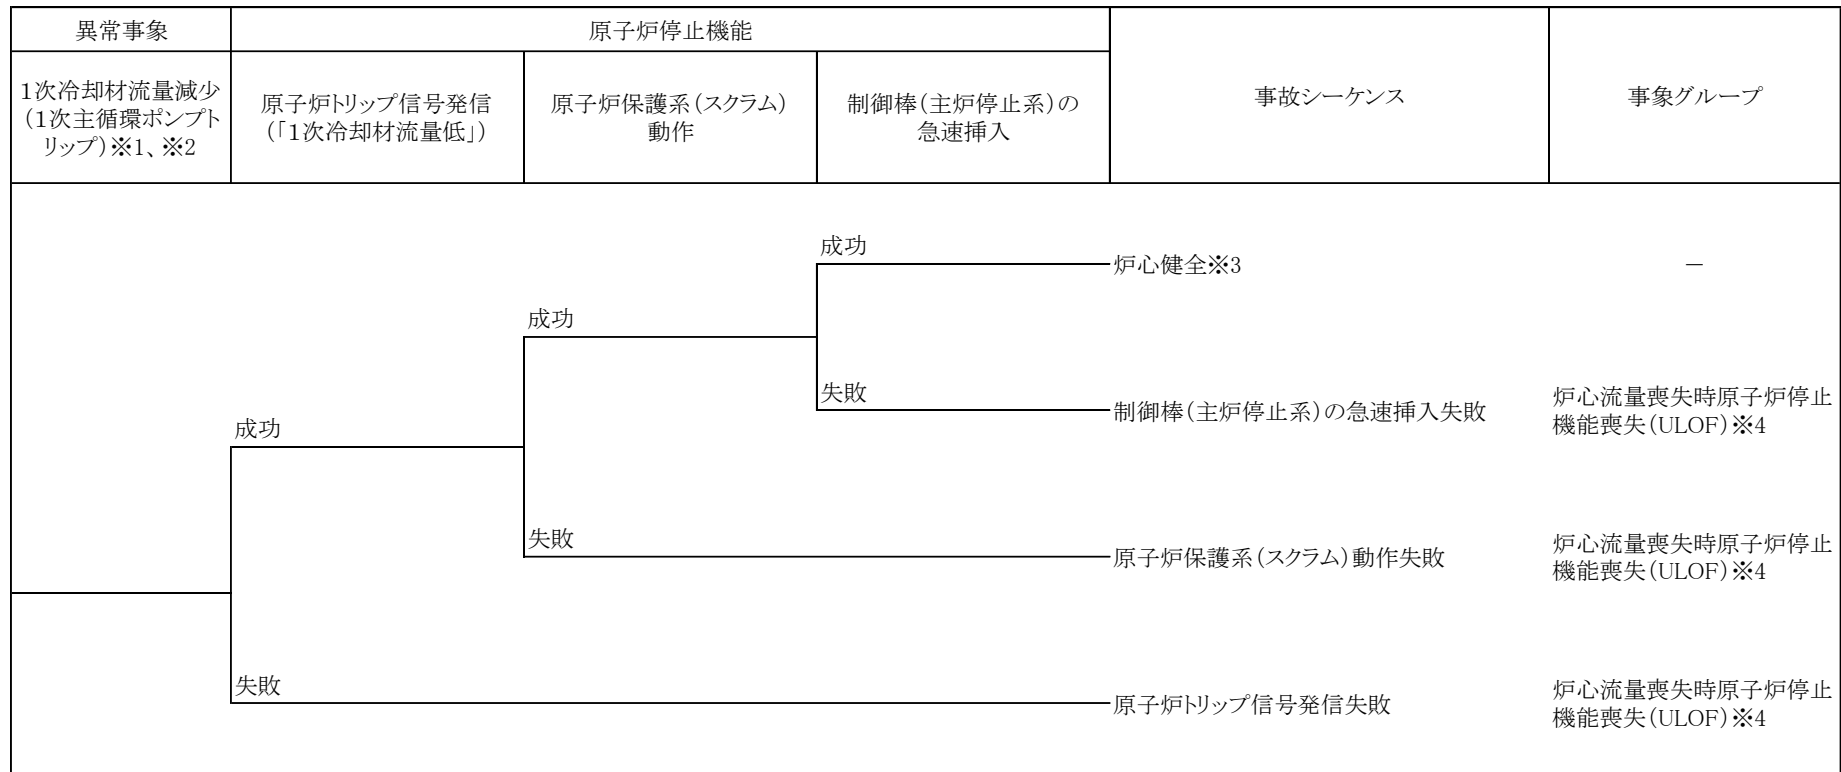 異常事象
原子炉停止機能
事故シーケンス
事象グループ
1次冷却材流量減少
(1次主循環ポンプト
リップ)※1、※2
原子炉トリップ信号発信
(「1次冷却材流量低」)
原子炉保護系(スクラム)
動作
制御棒(主炉停止系)の
急速挿入
成功
炉心健全※3
－
成功
失敗
制御棒(主炉停止系)の急速挿入失敗
炉心流量喪失時原子炉停止
機能喪失(ULOF)※4
成功
失敗
原子炉保護系(スクラム)動作失敗
炉心流量喪失時原子炉停止
機能喪失(ULOF)※4
失敗
原子炉トリップ信号発信失敗
炉心流量喪失時原子炉停止
機能喪失(ULOF)※4